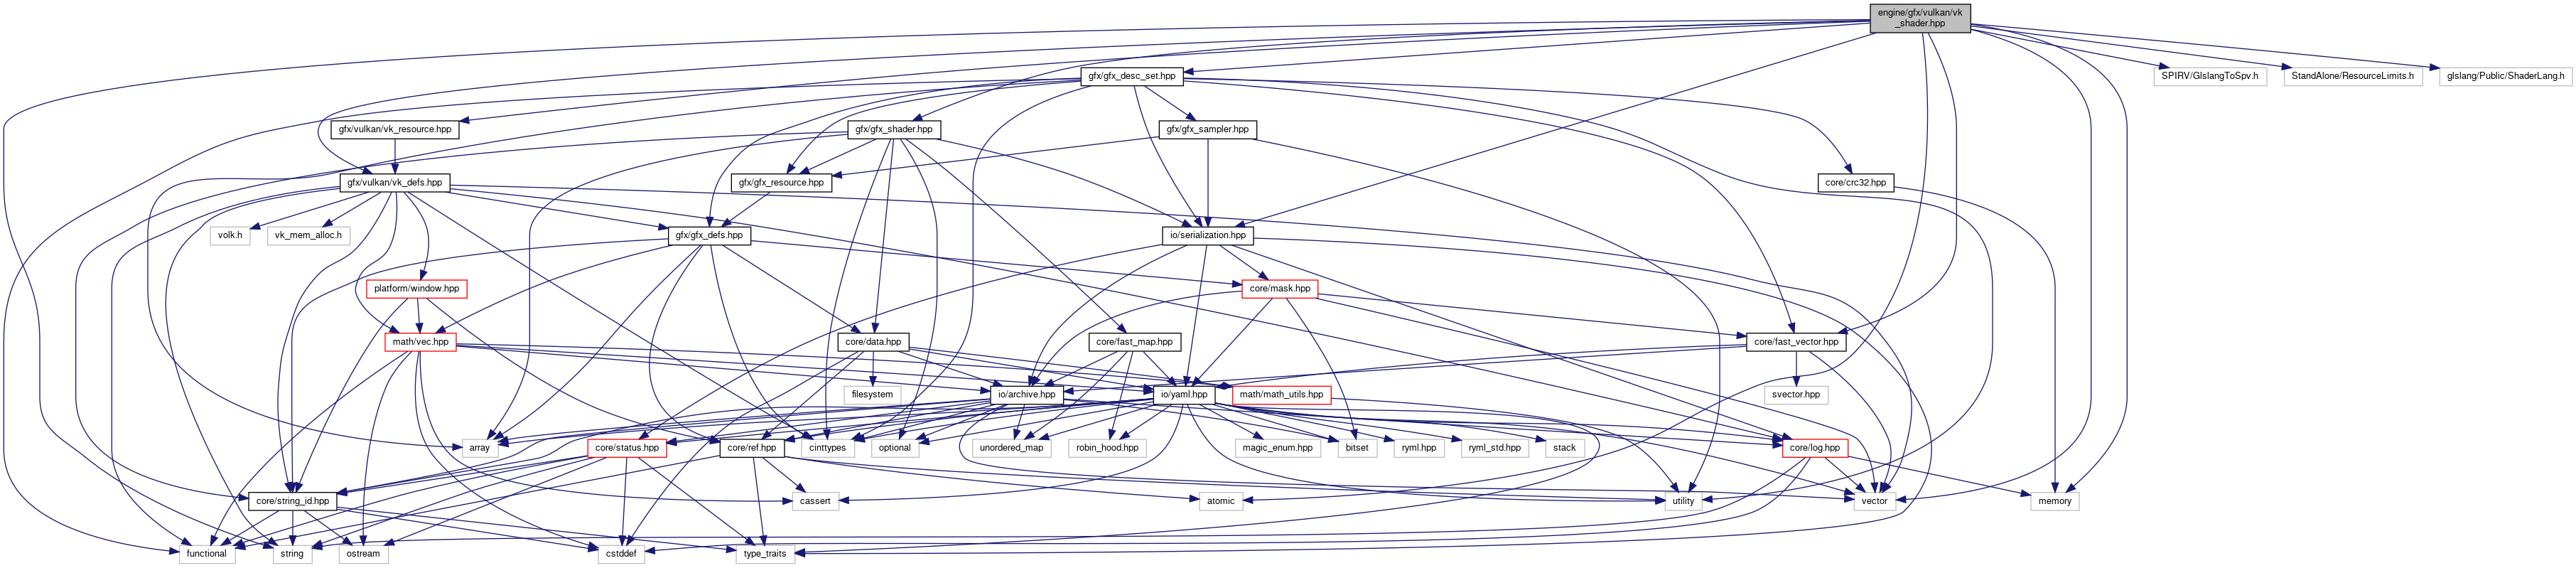 engine/gfx/vulkan/vk
_shader.hpp
gfx/gfx_desc_set.hpp
SPIRV/GlslangToSpv.h
StandAlone/ResourceLimits.h
glslang/Public/ShaderLang.h
gfx/vulkan/vk_resource.hpp
gfx/gfx_shader.hpp
gfx/gfx_sampler.hpp
gfx/vulkan/vk_defs.hpp
gfx/gfx_resource.hpp
core/crc32.hpp
volk.h
vk_mem_alloc.h
gfx/gfx_defs.hpp
io/serialization.hpp
platform/window.hpp
core/mask.hpp
math/vec.hpp
core/data.hpp
core/fast_map.hpp
core/fast_vector.hpp
filesystem
io/archive.hpp
io/yaml.hpp
math/math_utils.hpp
svector.hpp
array
core/status.hpp
core/ref.hpp
cinttypes
optional
unordered_map
robin_hood.hpp
magic_enum.hpp
bitset
ryml.hpp
ryml_std.hpp
stack
core/log.hpp
core/string_id.hpp
cassert
atomic
utility
vector
memory
functional
string
ostream
cstddef
type_traits